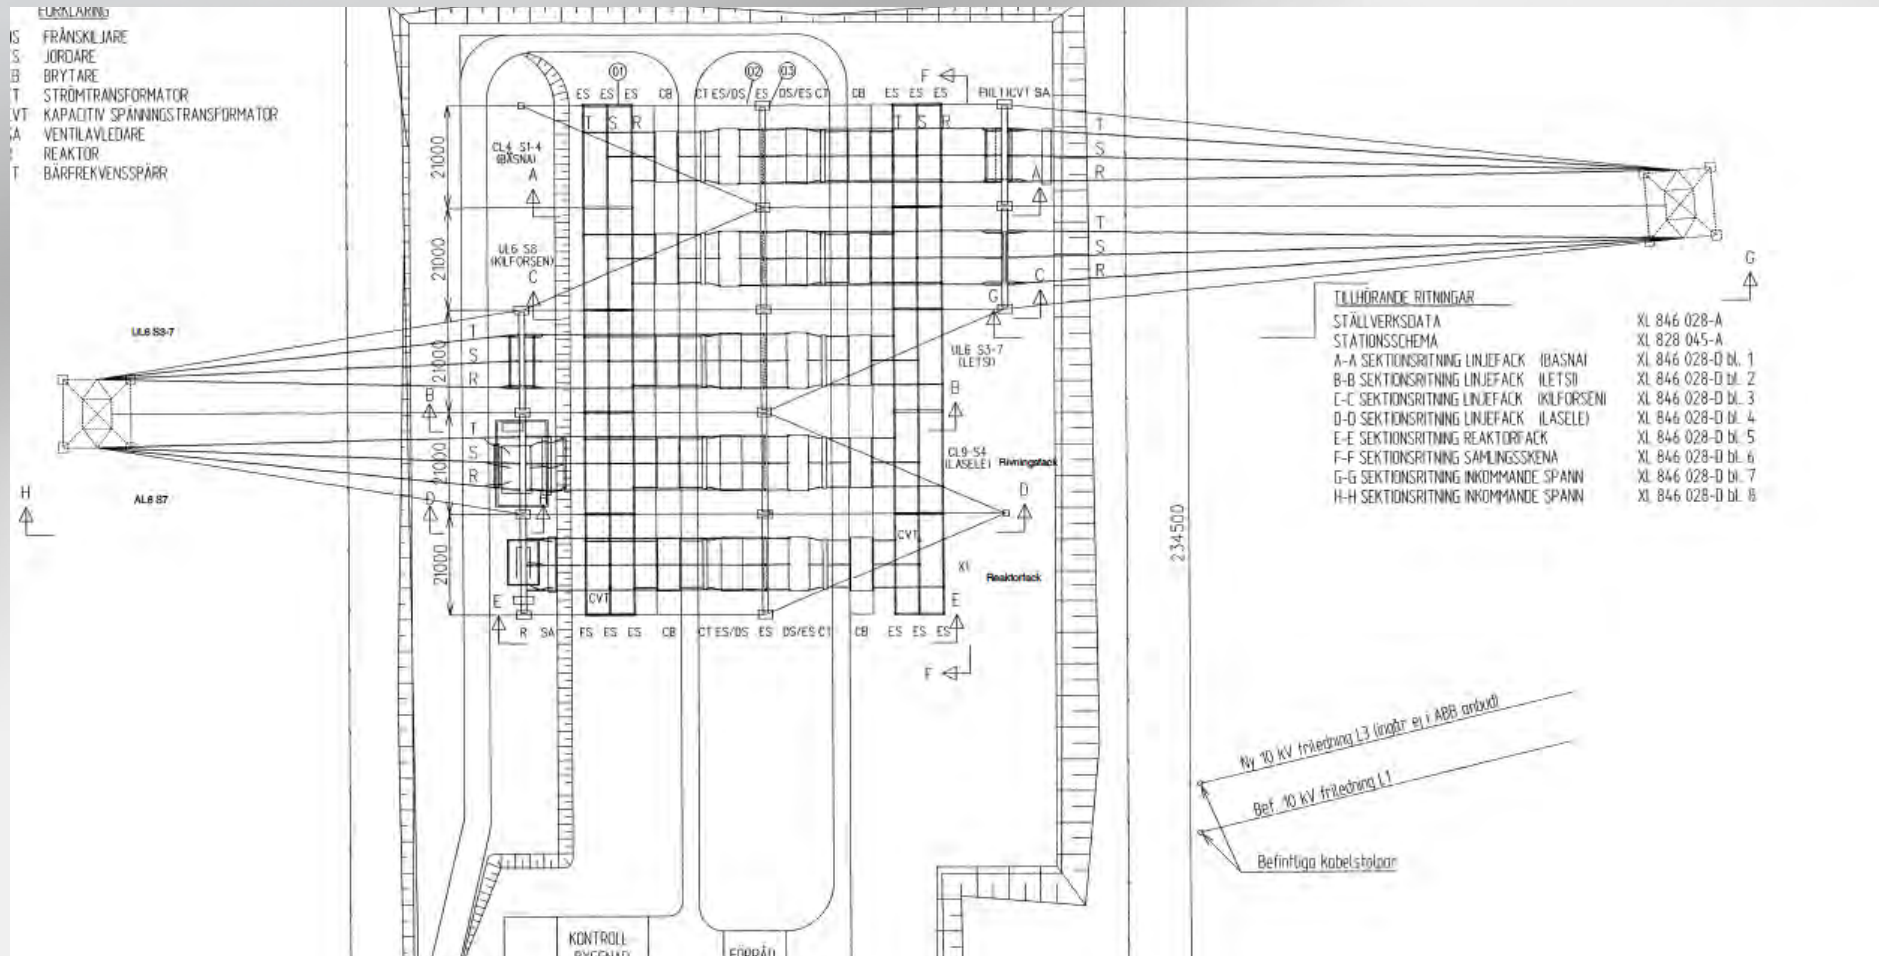 FÖRKLARING
FRÅNSKILJARE
JORDARE
BRYTARE
STRÖMTRANSFORMATOR
KAPACITIV SPÄNNINGSTRANSFORMATOR
VENTILAVLEDARE
REAKTOR
BÄRFREKVENSSPÄRR
01 02 03
F
ES ES ES CB CT ES/DS ES DS/ES CT CB ES ES ES CVT SA
T S R T S R
CL4 S1-4
(BÄSNA)
A A
T
S
R
21000
UL6 S8
(KILFORSEN)
C C
G
T
S
R
21000
G
UL6 S3-7
T
S
R
21000
UL6 S3-7
(LETSI)
B B
T
S
R
21000
CL9-S4
(LASELE) Rivningsfack
AL6 S7
H
D D
21000
CVT
CVT
X1
Reaktorfack
E E
R SA ES ES ES CB CT ES/DS ES DS/ES CT CB ES ES ES
F
234500
TILLHÖRANDE RITNINGAR
STÄLLVERKSDATA XL 846 028-A
STATIONSSCHEMA XL 828 045-A
A-A SEKTIONSRITNING LINJEFACK (BÄSNA) XL 846 028-D bl. 1
B-B SEKTIONSRITNING LINJEFACK (LETSI) XL 846 028-D bl. 2
C-C SEKTIONSRITNING LINJEFACK (KILFORSEN) XL 846 028-D bl. 3
D-D SEKTIONSRITNING LINJEFACK (LASELE) XL 846 028-D bl. 4
E-E SEKTIONSRITNING REAKTORFACK XL 846 028-D bl. 5
F-F SEKTIONSRITNING SAMLINGSSKENA XL 846 028-D bl. 6
G-G SEKTIONSRITNING INKOMMANDE SPANN XL 846 028-D bl. 7
H-H SEKTIONSRITNING INKOMMANDE SPANN XL 846 028-D bl. 8
Ny 10 kV friledning L3 (ingår ej i ABB anbud)
Bef. 10 kV friledning L1
Befintliga kabelstolpar
KONTROLL